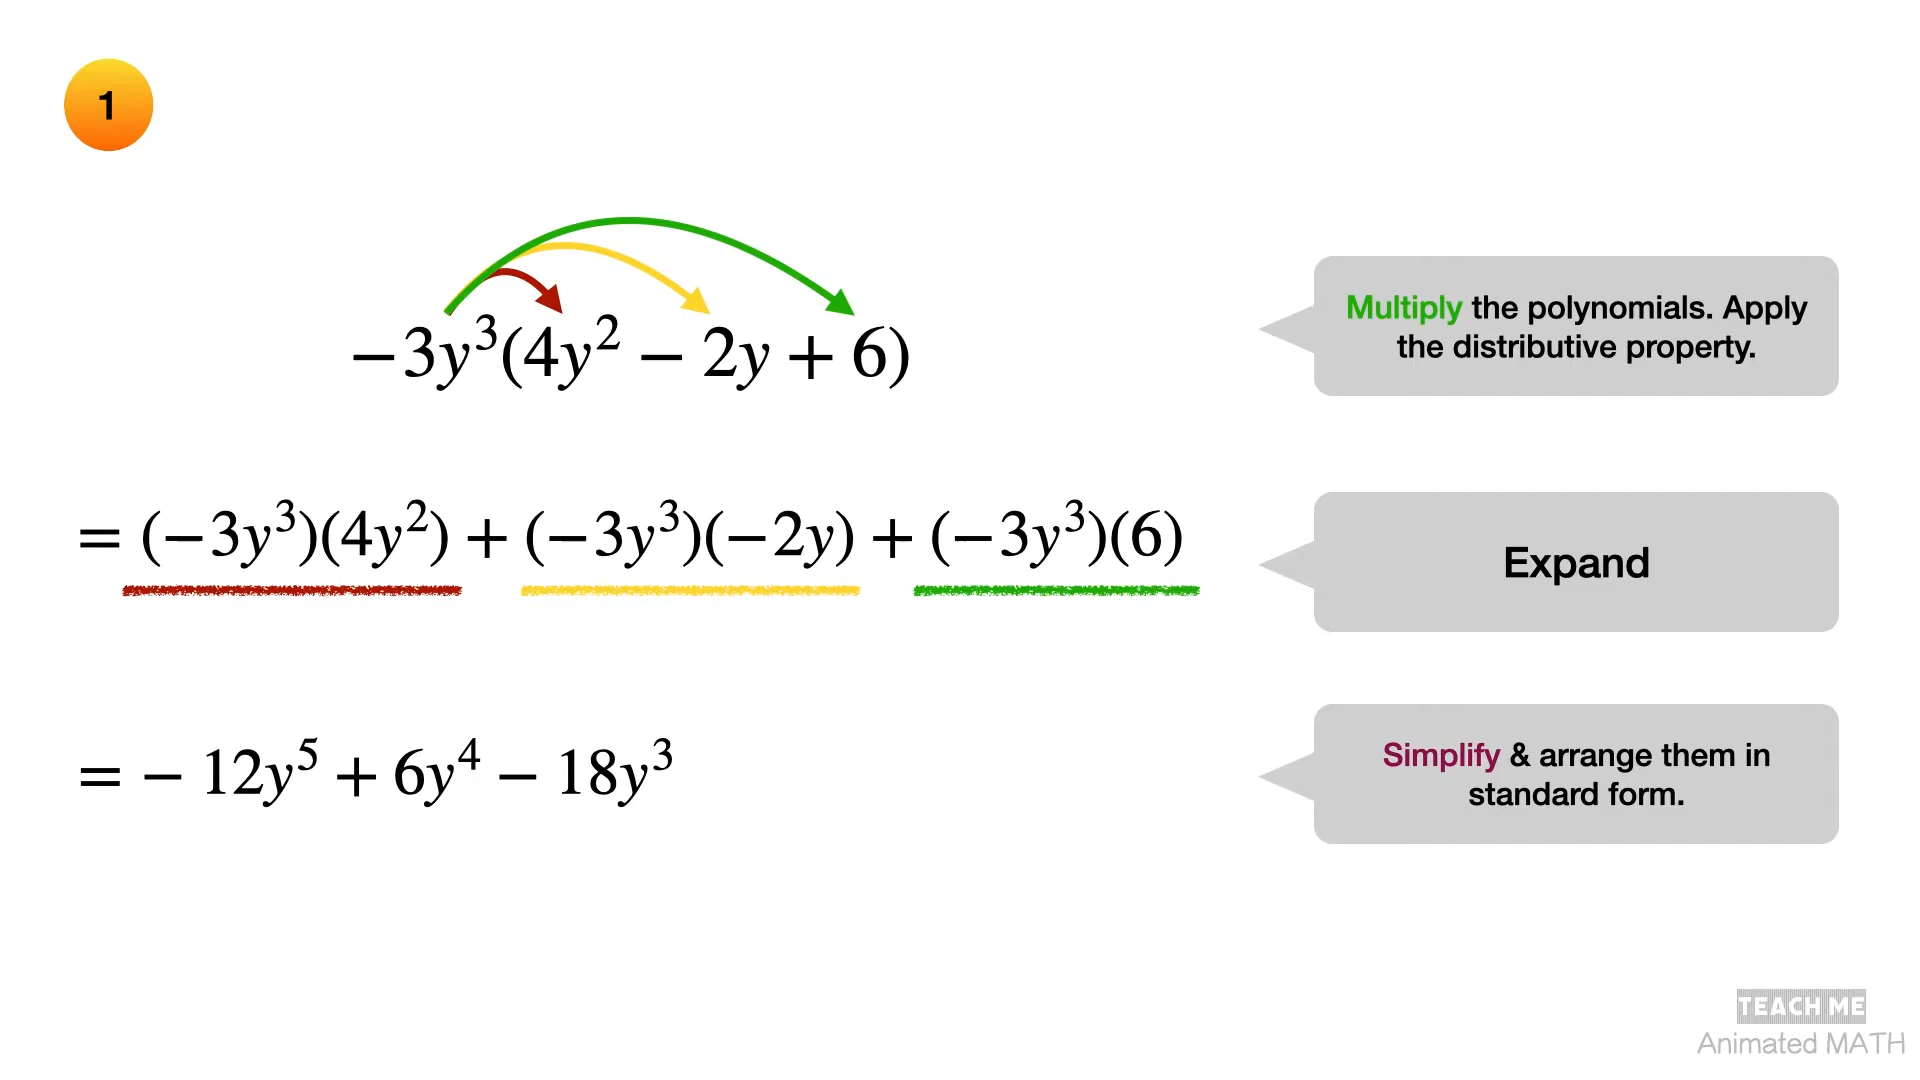 1
−3y³(4y² − 2y + 6)
Multiply the polynomials. Apply
the distributive property.
= (−3y³)(4y²) + (−3y³)(−2y) + (−3y³)(6)
Expand
= − 12y⁵ + 6y⁴ − 18y³
Simplify & arrange them in
standard form.
TEACH ME
Animated MATH